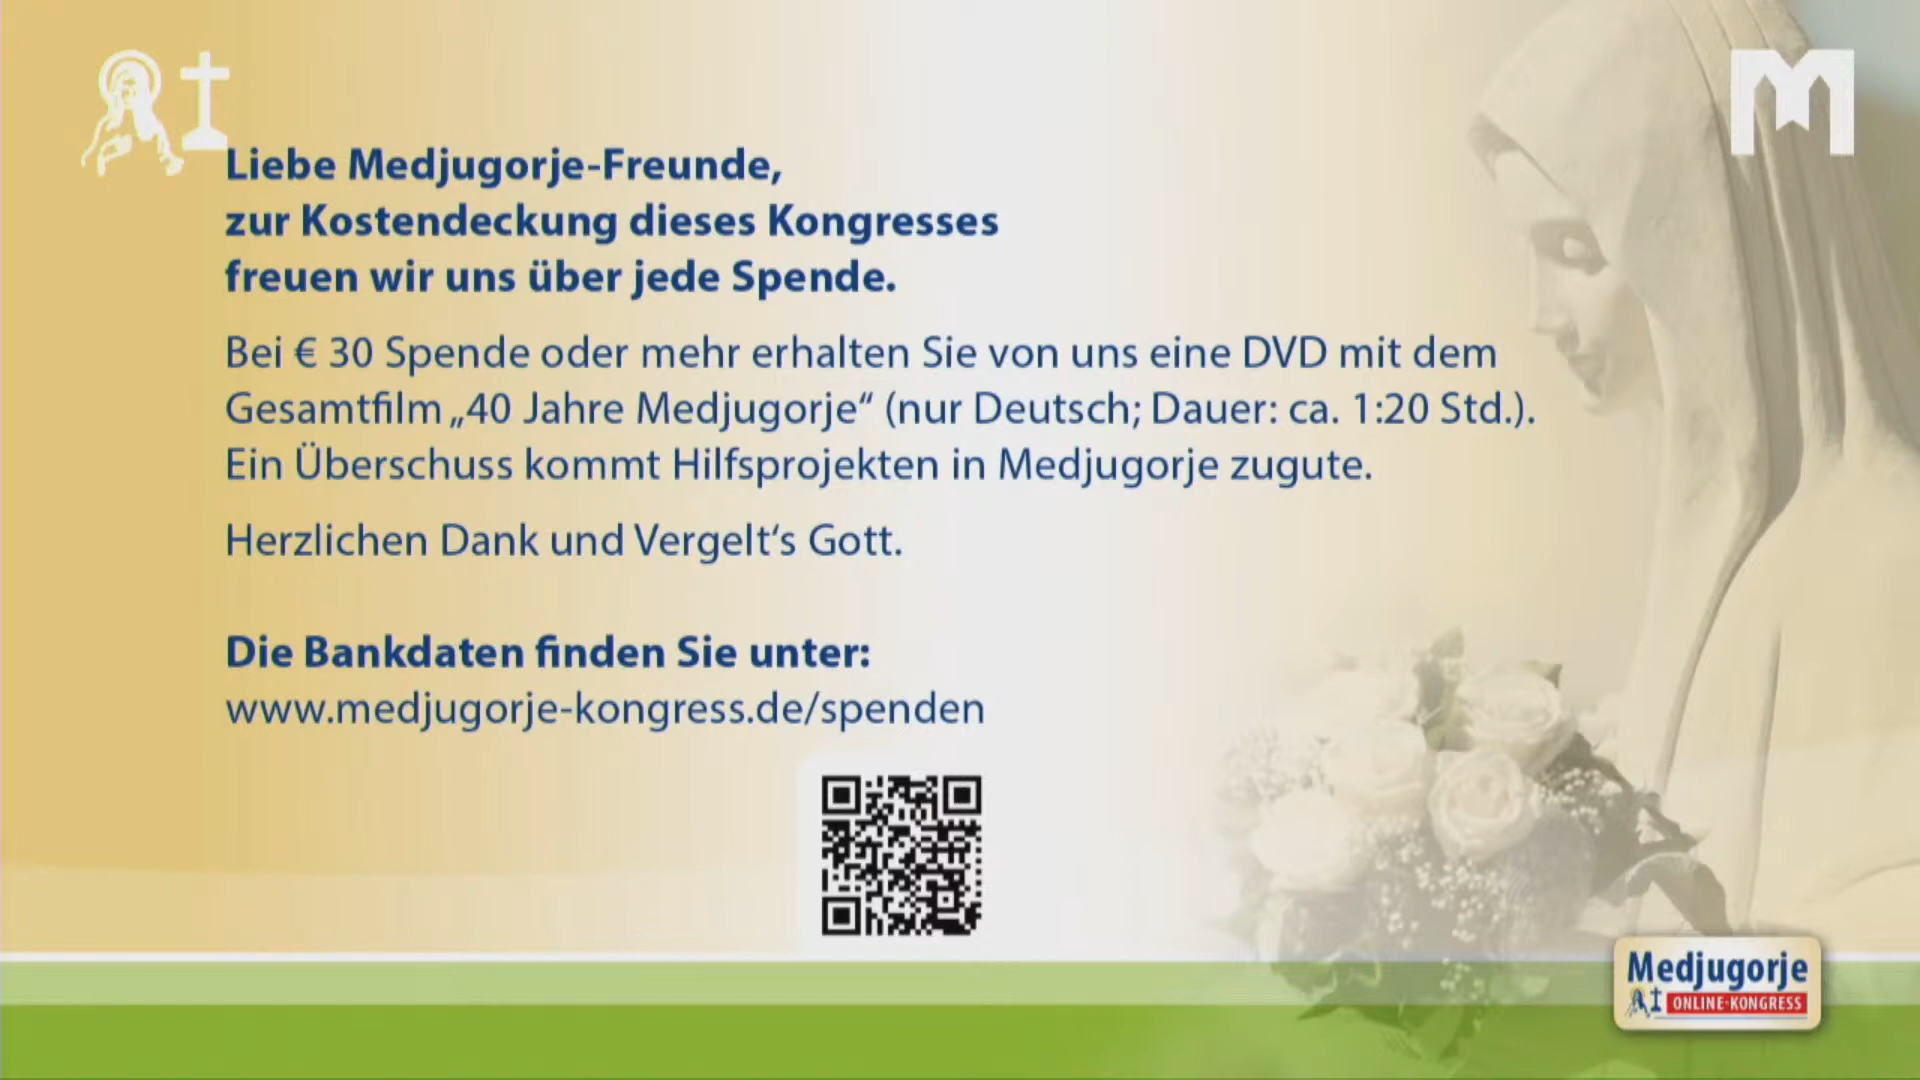 Liebe Medjugorje-Freunde,
zur Kostendeckung dieses Kongresses
freuen wir uns über jede Spende.
Bei € 30 Spende oder mehr erhalten Sie von uns eine DVD mit dem
Gesamtfilm „40 Jahre Medjugorje“ (nur Deutsch; Dauer: ca. 1:20 Std.).
Ein Überschuss kommt Hilfsprojekten in Medjugorje zugute.
Herzlichen Dank und Vergelt‘s Gott.
Die Bankdaten finden Sie unter:
www.medjugorje-kongress.de/spenden
Medjugorje
ONLINE-KONGRESS